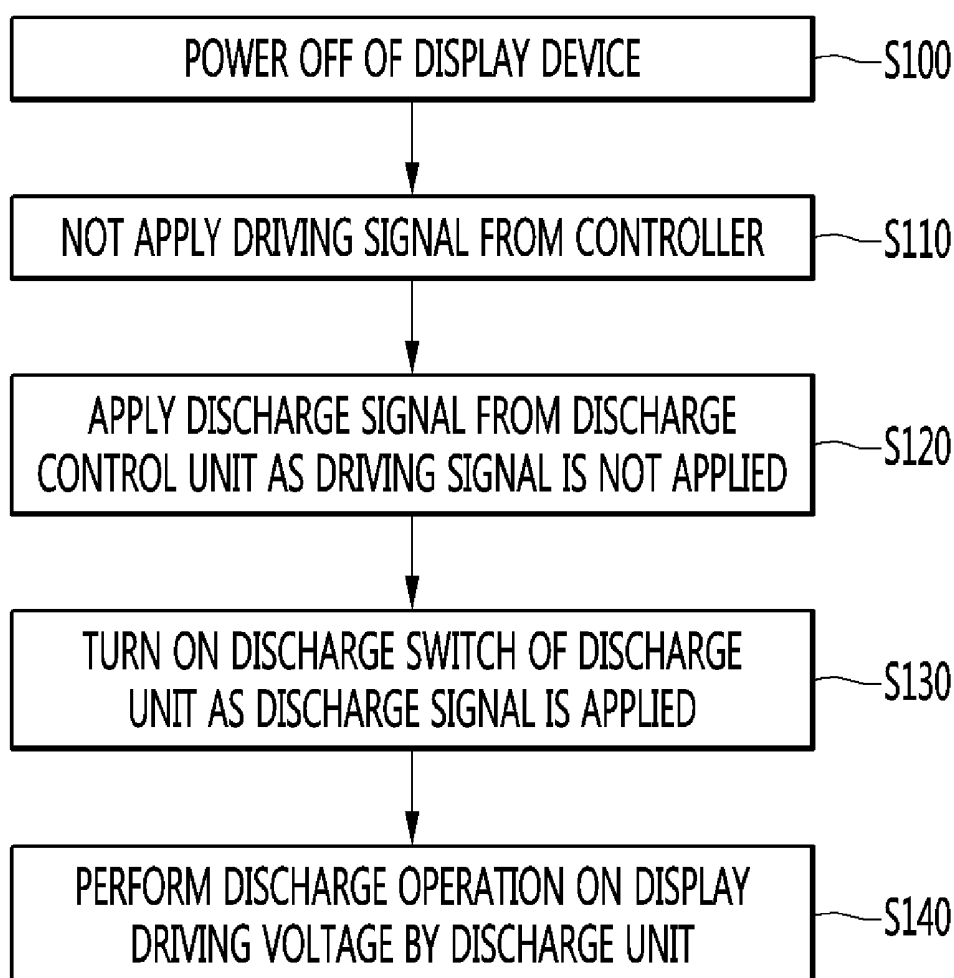 POWER OFF OF DISPLAY DEVICE
S100
NOT APPLY DRIVING SIGNAL FROM CONTROLLER
S110
APPLY DISCHARGE SIGNAL FROM DISCHARGE
CONTROL UNIT AS DRIVING SIGNAL IS NOT APPLIED
S120
TURN ON DISCHARGE SWITCH OF DISCHARGE
UNIT AS DISCHARGE SIGNAL IS APPLIED
S130
PERFORM DISCHARGE OPERATION ON DISPLAY
DRIVING VOLTAGE BY DISCHARGE UNIT
S140